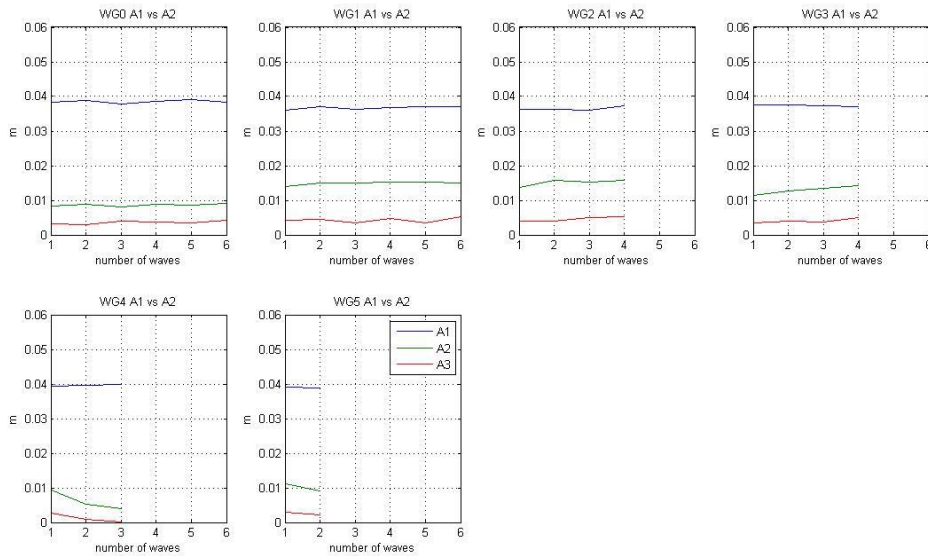 WG0 A1 vs A2
0.06
0.05
0.04
0.03
0.02
0.01
0
m
1 2 3 4 5 6
number of waves
WG1 A1 vs A2
0.06
0.05
0.04
0.03
0.02
0.01
0
m
1 2 3 4 5 6
number of waves
WG2 A1 vs A2
0.06
0.05
0.04
0.03
0.02
0.01
0
m
1 2 3 4 5 6
number of waves
WG3 A1 vs A2
0.06
0.05
0.04
0.03
0.02
0.01
0
m
1 2 3 4 5 6
number of waves
WG4 A1 vs A2
0.06
0.05
0.04
0.03
0.02
0.01
0
m
1 2 3 4 5 6
number of waves
WG5 A1 vs A2
0.06
0.05
0.04
0.03
0.02
0.01
0
m
1 2 3 4 5 6
number of waves
A1
A2
A3